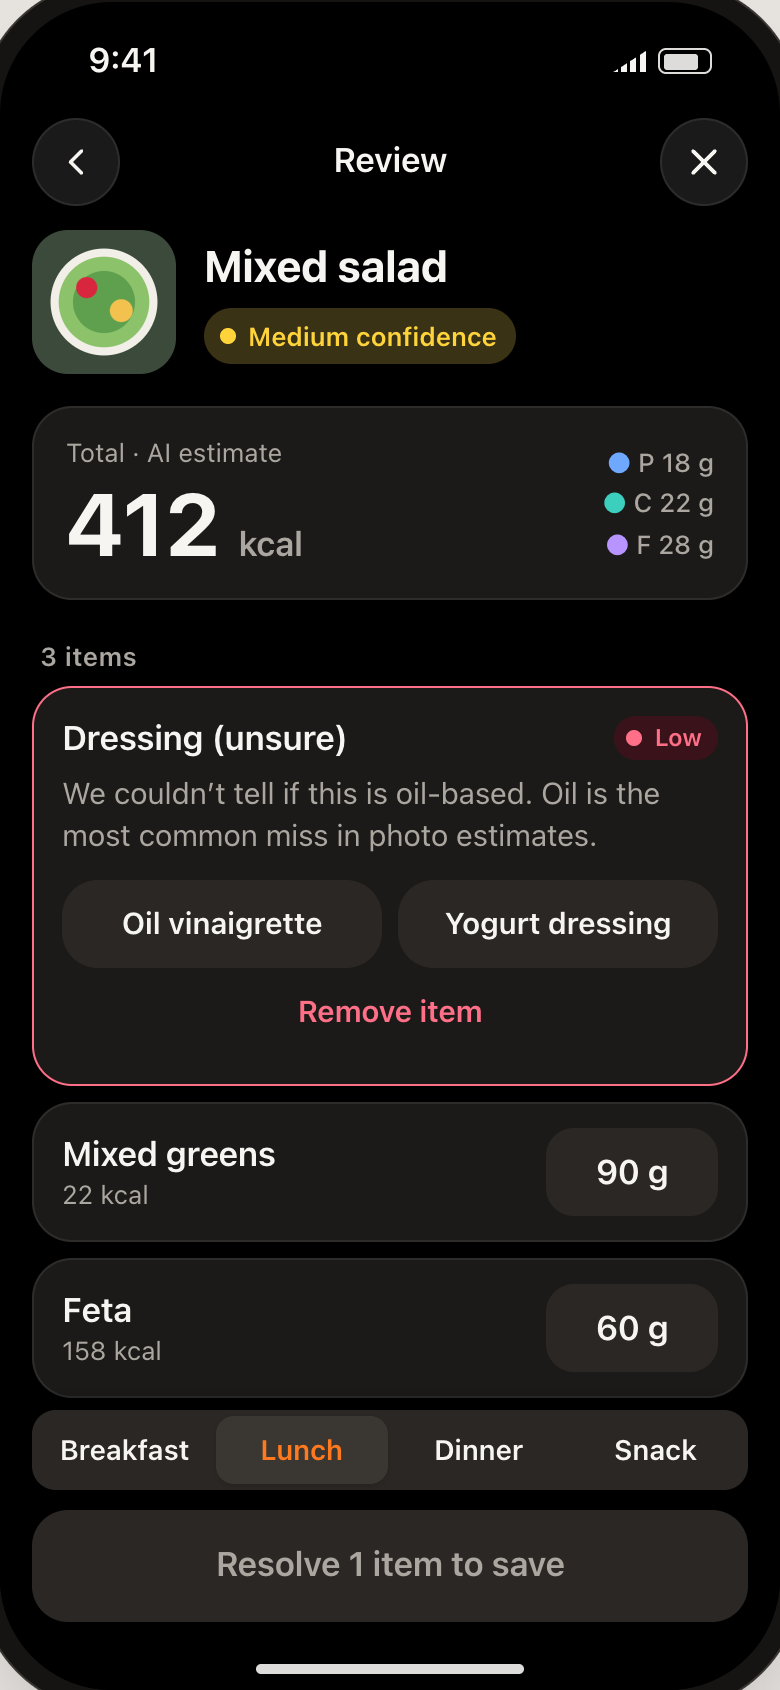 9:41
Review
Mixed salad
Medium confidence
Total · AI estimate
412 kcal
P 18 g
C 22 g
F 28 g
3 items
Dressing (unsure)
Low
We couldn’t tell if this is oil-based. Oil is the
most common miss in photo estimates.
Oil vinaigrette
Yogurt dressing
Remove item
Mixed greens
22 kcal
90 g
Feta
158 kcal
60 g
Breakfast Lunch Dinner Snack
Resolve 1 item to save